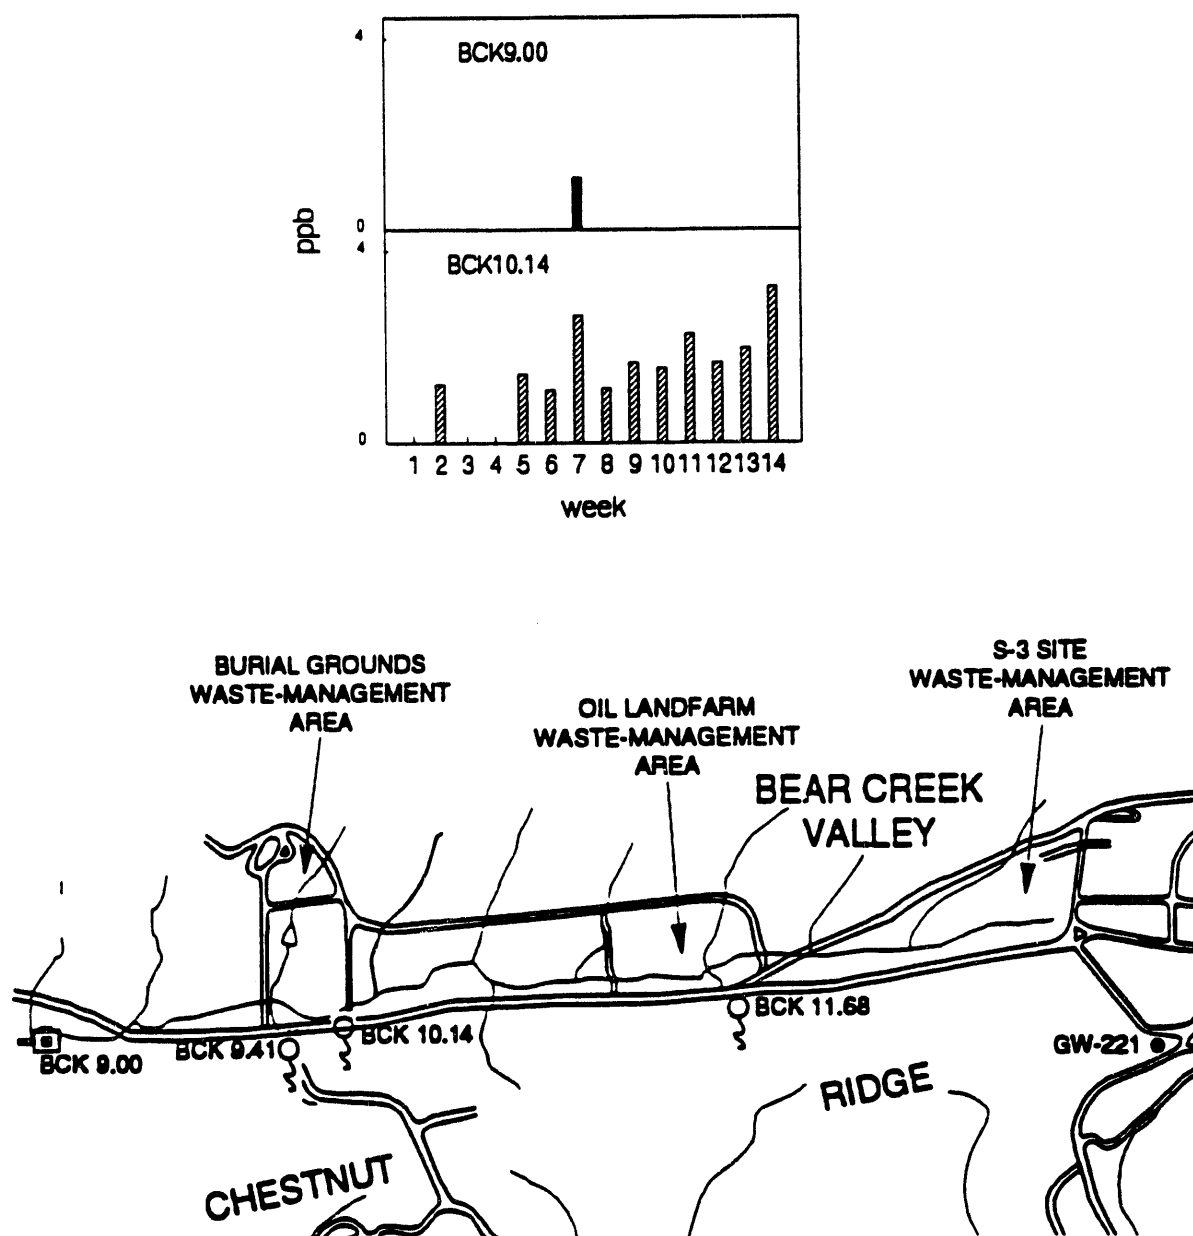 4
BCK9.00
ppb
0
4
BCK10.14
0
1 2 3 4 5 6 7 8 9 10 11 12 13 14
week
BURIAL GROUNDS
WASTE-MANAGEMENT
AREA
OIL LANDFARM
WASTE-MANAGEMENT
AREA
S-3 SITE
WASTE-MANAGEMENT
AREA
BEAR CREEK
VALLEY
BCK 9.00
BCK 9.41
BCK 10.14
BCK 11.68
GW-221
RIDGE
CHESTNUT